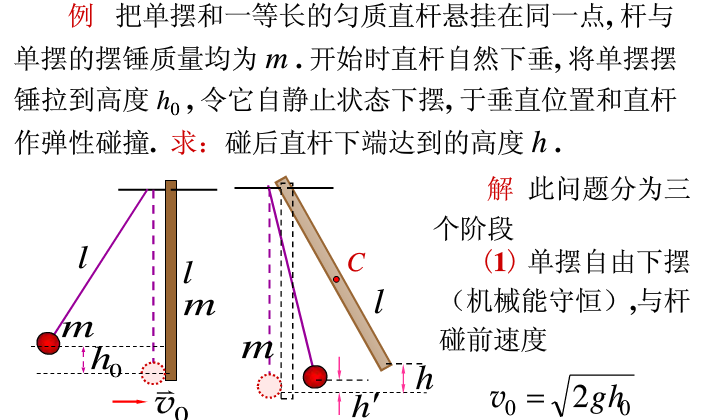 例 把单摆和一等长的匀质直杆悬挂在同一点,杆与
单摆的摆锤质量均为 m . 开始时直杆自然下垂,将单摆摆
锤拉到高度 h₀ , 令它自静止状态下摆, 于垂直位置和直杆
作弹性碰撞. 求: 碰后直杆下端达到的高度 h .
解 此问题分为三
个阶段
(1) 单摆自由下摆
（机械能守恒）,与杆
碰前速度
v₀ = √2gh₀
l
l
m
m
h₀
v⃗₀
C
l
m
h
h′